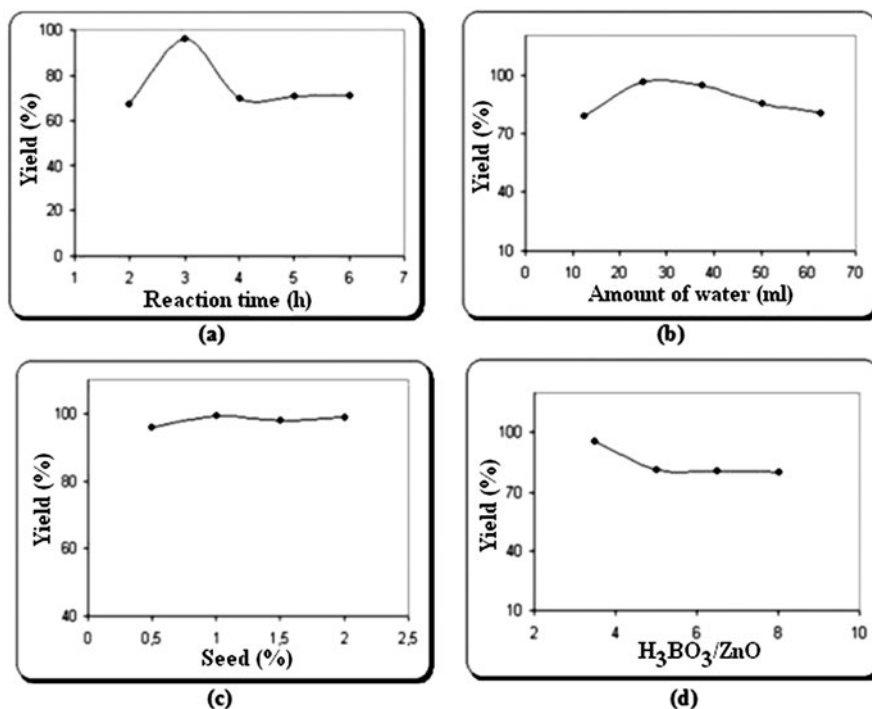 100
80
60
40
20
0
Yield (%)
1 2 3 4 5 6 7
Reaction time (h)
(a)
100
70
40
10
Yield (%)
0 10 20 30 40 50 60 70
Amount of water (ml)
(b)
100
80
60
40
Yield (%)
0 0,5 1 1,5 2 2,5
Seed (%)
(c)
100
70
40
10
Yield (%)
2 4 6 8 10
H₃BO₃/ZnO
(d)